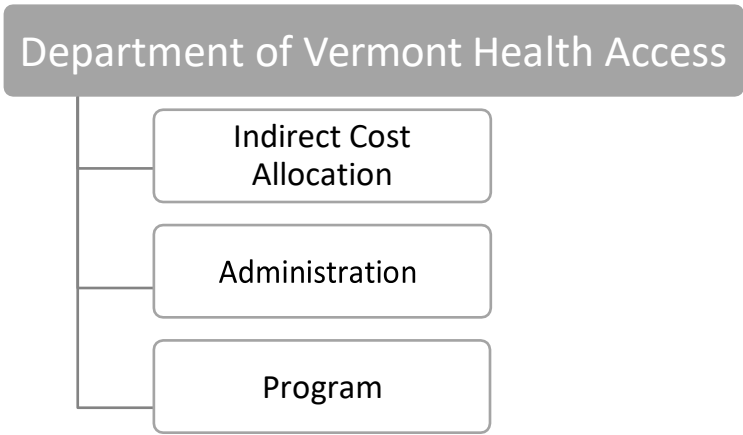 Department of Vermont Health Access
Indirect Cost
Allocation
Administration
Program